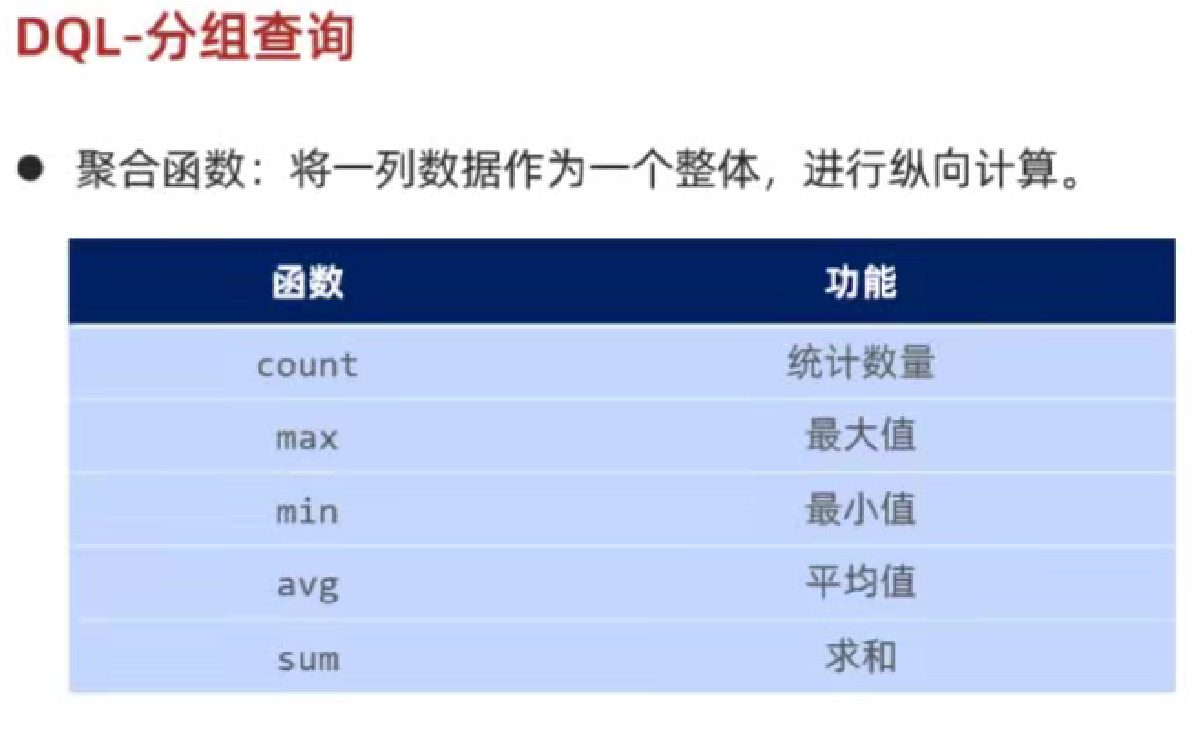 DQL-分组查询
● 聚合函数：将一列数据作为一个整体，进行纵向计算。
函数 功能
count 统计数量
max 最大值
min 最小值
avg 平均值
sum 求和